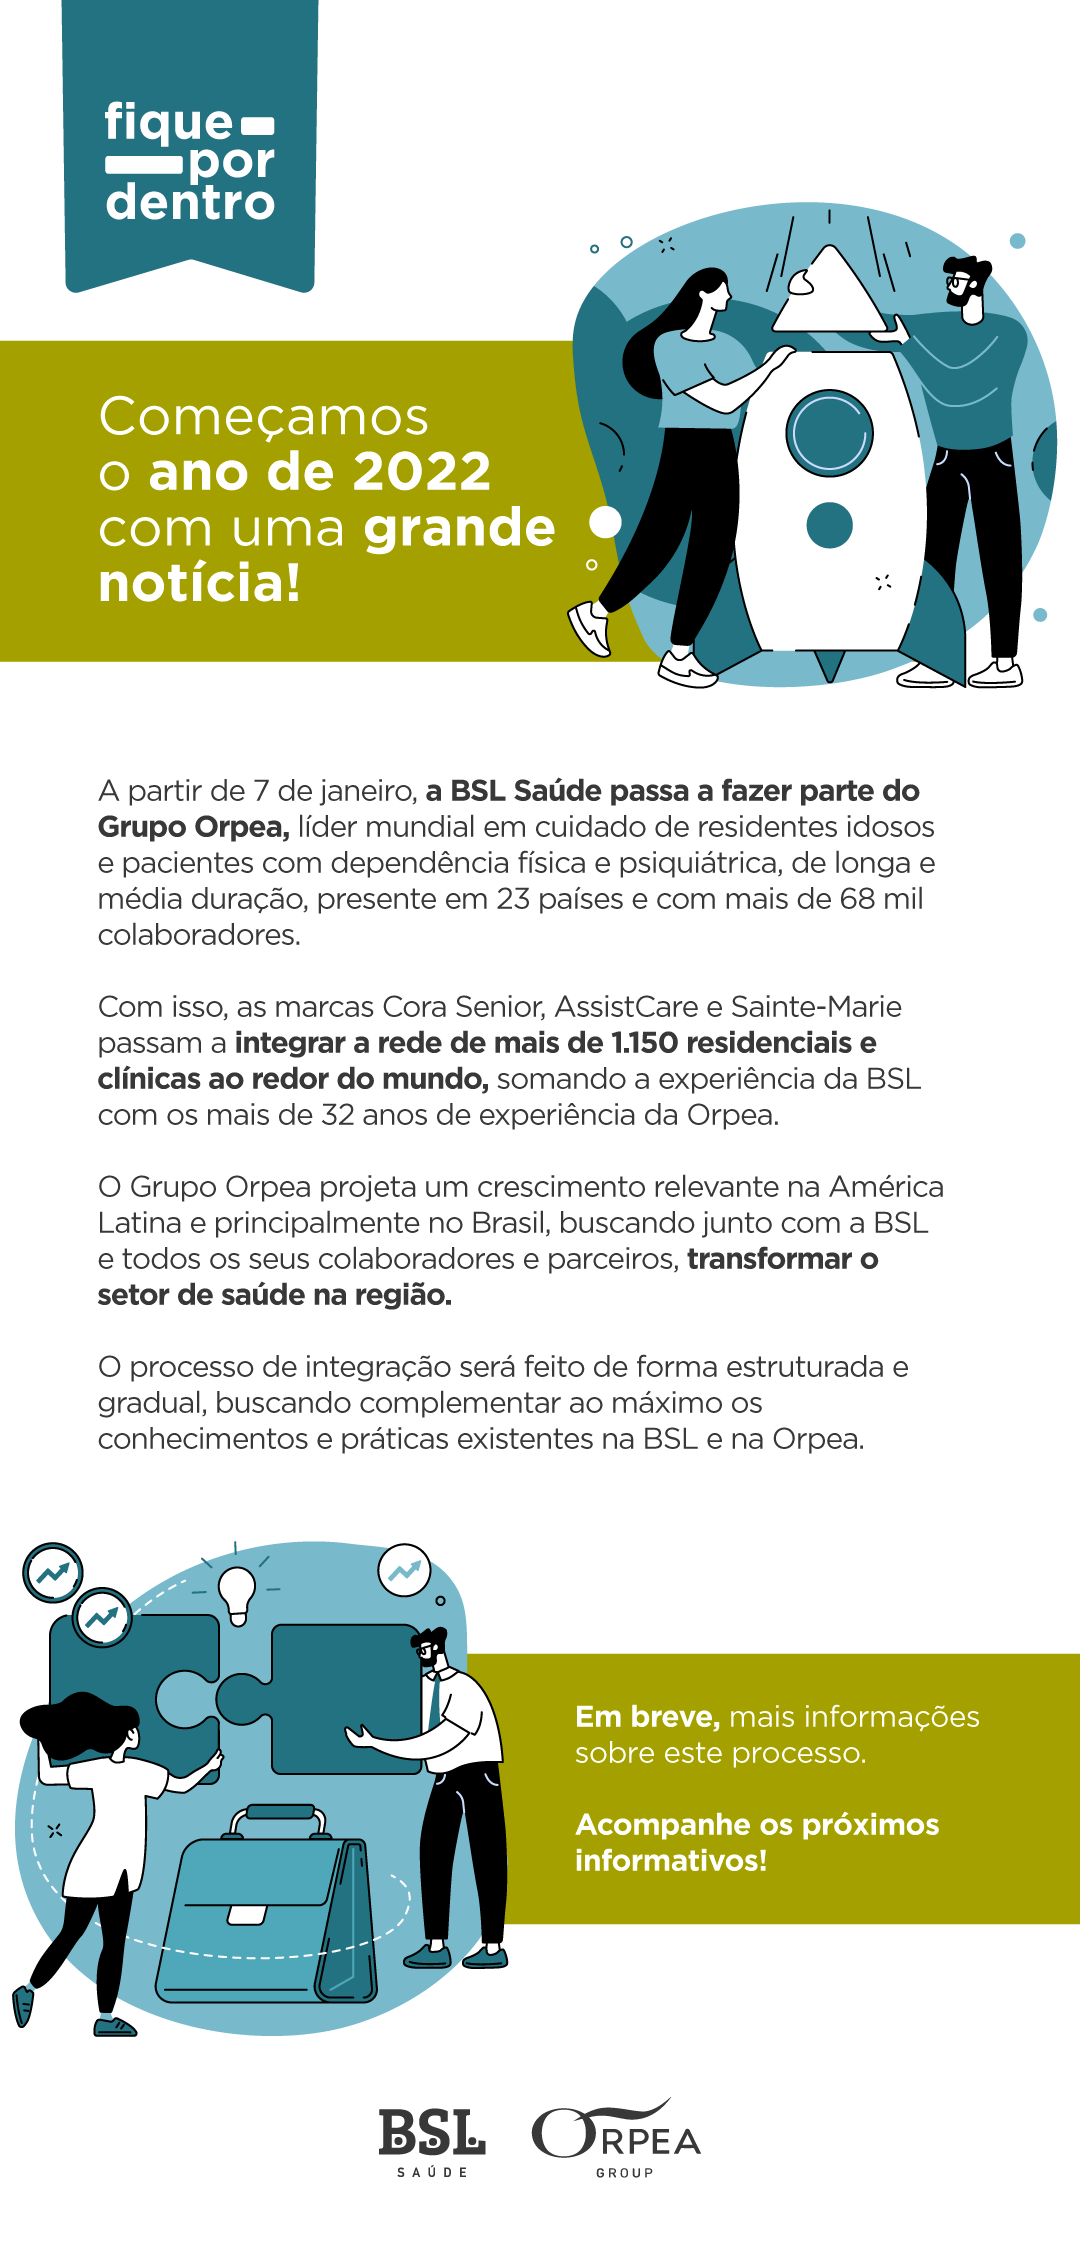 fique
por
dentro
Começamos
o ano de 2022
com uma grande
notícia!
A partir de 7 de janeiro, a BSL Saúde passa a fazer parte do
Grupo Orpea, líder mundial em cuidado de residentes idosos
e pacientes com dependência física e psiquiátrica, de longa e
média duração, presente em 23 países e com mais de 68 mil
colaboradores.
Com isso, as marcas Cora Senior, AssistCare e Sainte-Marie
passam a integrar a rede de mais de 1.150 residenciais e
clínicas ao redor do mundo, somando a experiência da BSL
com os mais de 32 anos de experiência da Orpea.
O Grupo Orpea projeta um crescimento relevante na América
Latina e principalmente no Brasil, buscando junto com a BSL
e todos os seus colaboradores e parceiros, transformar o
setor de saúde na região.
O processo de integração será feito de forma estruturada e
gradual, buscando complementar ao máximo os
conhecimentos e práticas existentes na BSL e na Orpea.
Em breve, mais informações
sobre este processo.
Acompanhe os próximos
informativos!
BSL
SAÚDE
ORPEA
GROUP